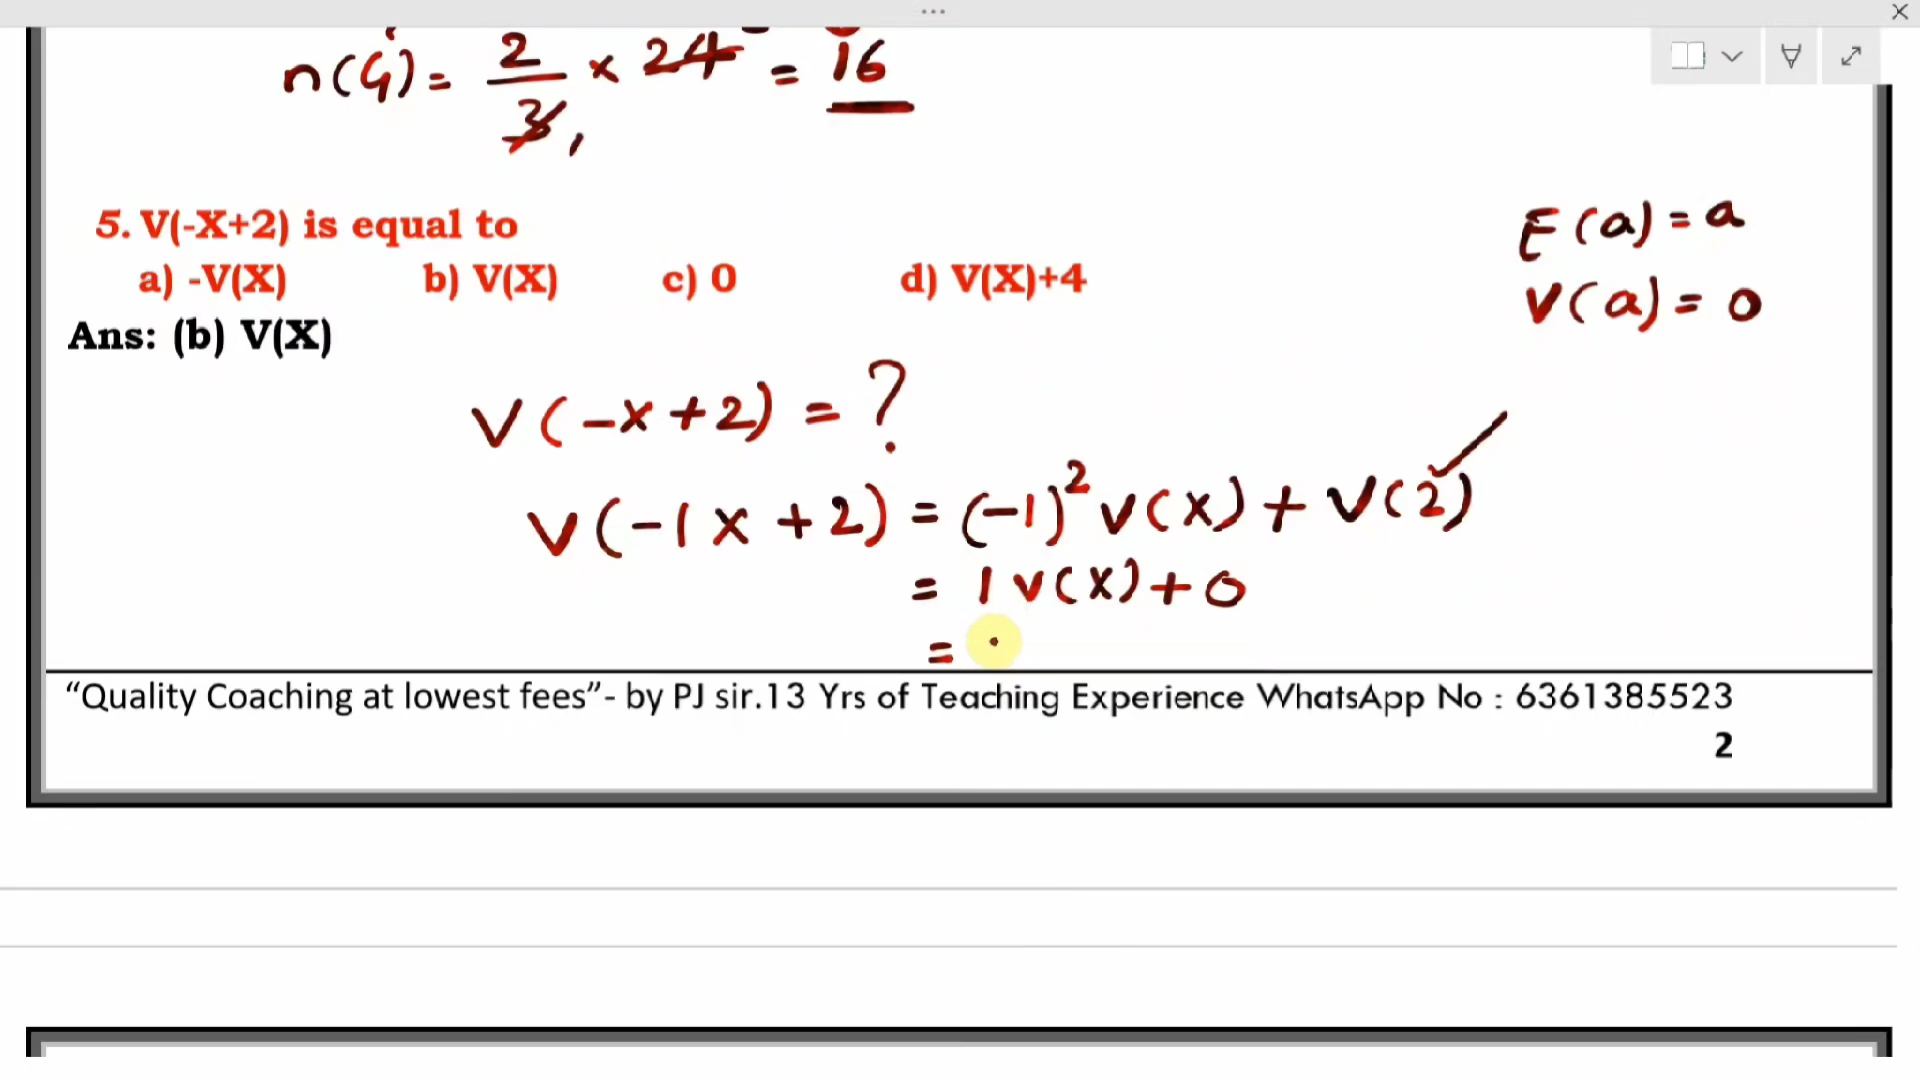 n(G) = 2/3 × 24 = 16
1
5. V(-X+2) is equal to
a) -V(X) b) V(X) c) 0 d) V(X)+4
Ans: (b) V(X)
E(a) = a
V(a) = 0
V(-x+2) = ?
V(-1x+2) = (-1)² V(x) + V(2)
= 1 V(x) + 0
=
“Quality Coaching at lowest fees”- by PJ sir.13 Yrs of Teaching Experience WhatsApp No : 6361385523
2